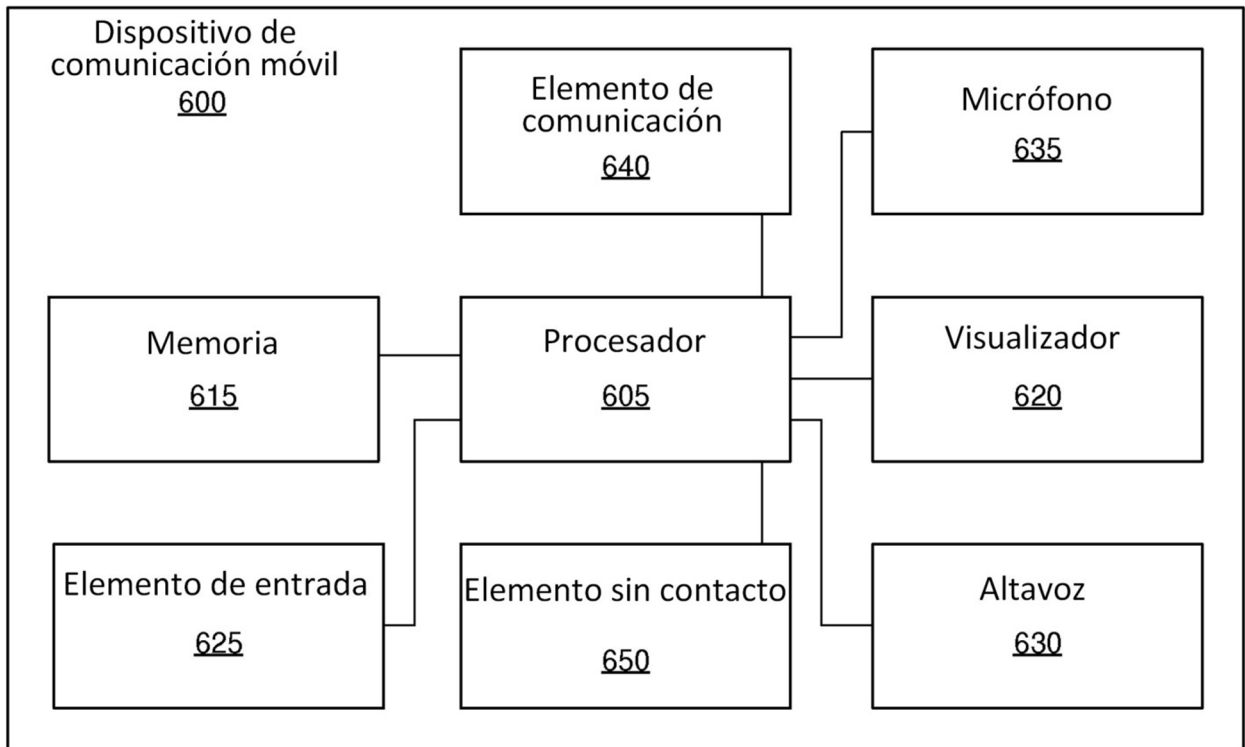 Dispositivo de
comunicación móvil
600
Elemento de
comunicación
640
Micrófono
635
Memoria
615
Procesador
605
Visualizador
620
Elemento de entrada
625
Elemento sin contacto
650
Altavoz
630